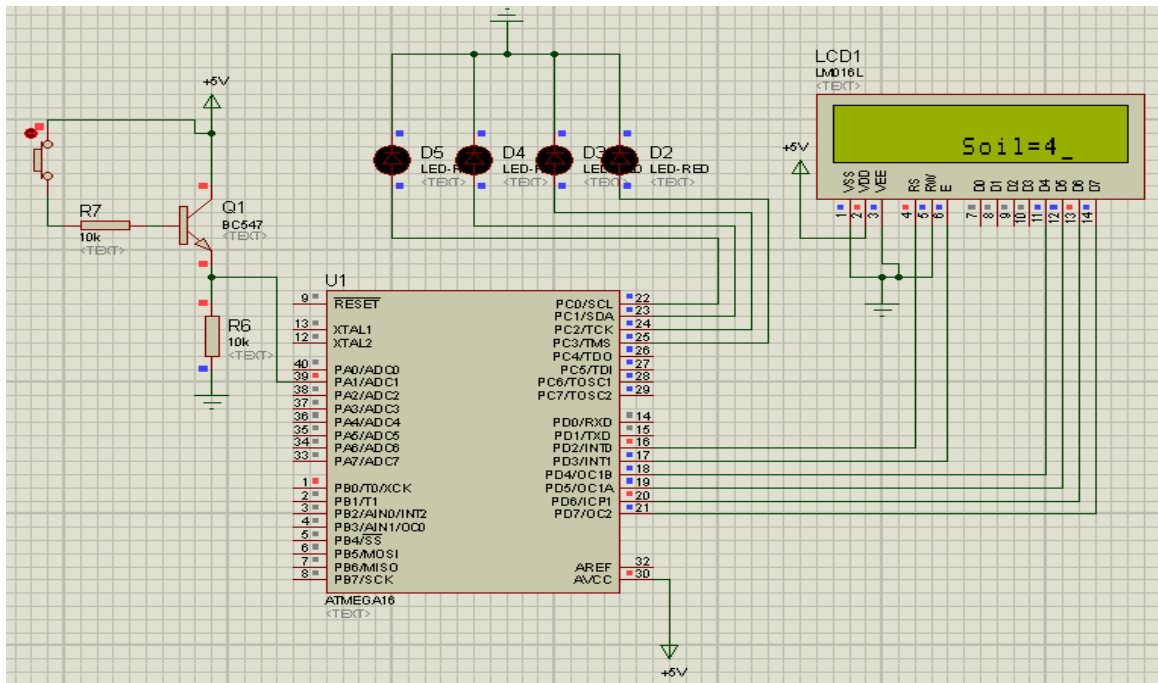 +5V
R7
10k
<TEXT>
Q1
BC547
<TEXT>
R6
10k
<TEXT>
D5
LED-R
<TEXT>
D4
LED-R
<TEXT>
D3
<TEXT>
D2
LED-RED
<TEXT>
LCD1
LM016L
<TEXT>
Soil=4_
+5V
VSS
VDD
VEE
RS
RW
E
D0
D1
D2
D3
D4
D5
D6
D7
1
2
3
4
5
6
7
8
9
10
11
12
13
14
U1
9 RESET
13 XTAL1
12 XTAL2
40 PA0/ADC0
39 PA1/ADC1
38 PA2/ADC2
37 PA3/ADC3
36 PA4/ADC4
35 PA5/ADC5
34 PA6/ADC6
33 PA7/ADC7
1 PB0/T0/XCK
2 PB1/T1
3 PB2/AIN0/INT2
4 PB3/AIN1/OC0
5 PB4/SS
6 PB5/MOSI
7 PB6/MISO
8 PB7/SCK
PC0/SCL 22
PC1/SDA 23
PC2/TCK 24
PC3/TMS 25
PC4/TDO 26
PC5/TDI 27
PC6/TOSC1 28
PC7/TOSC2 29
PD0/RXD 14
PD1/TXD 15
PD2/INT0 16
PD3/INT1 17
PD4/OC1B 18
PD5/OC1A 19
PD6/ICP1 20
PD7/OC2 21
AREF 32
AVCC 30
ATMEGA16
<TEXT>
+5V